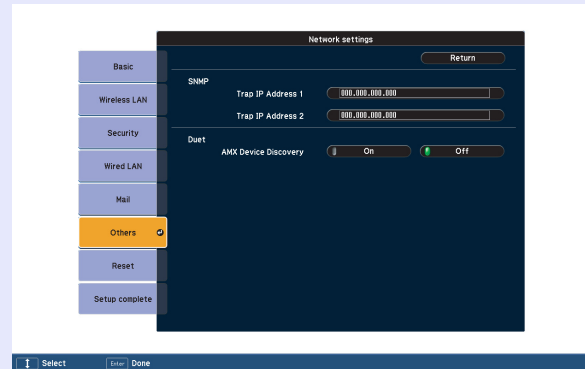 Network settings
Return
Basic
SNMP
Trap IP Address 1 000.000.000.000
Wireless LAN
Trap IP Address 2 000.000.000.000
Security
Duet
AMX Device Discovery On Off
Wired LAN
Mail
Others
Reset
Setup complete
Select Enter Done